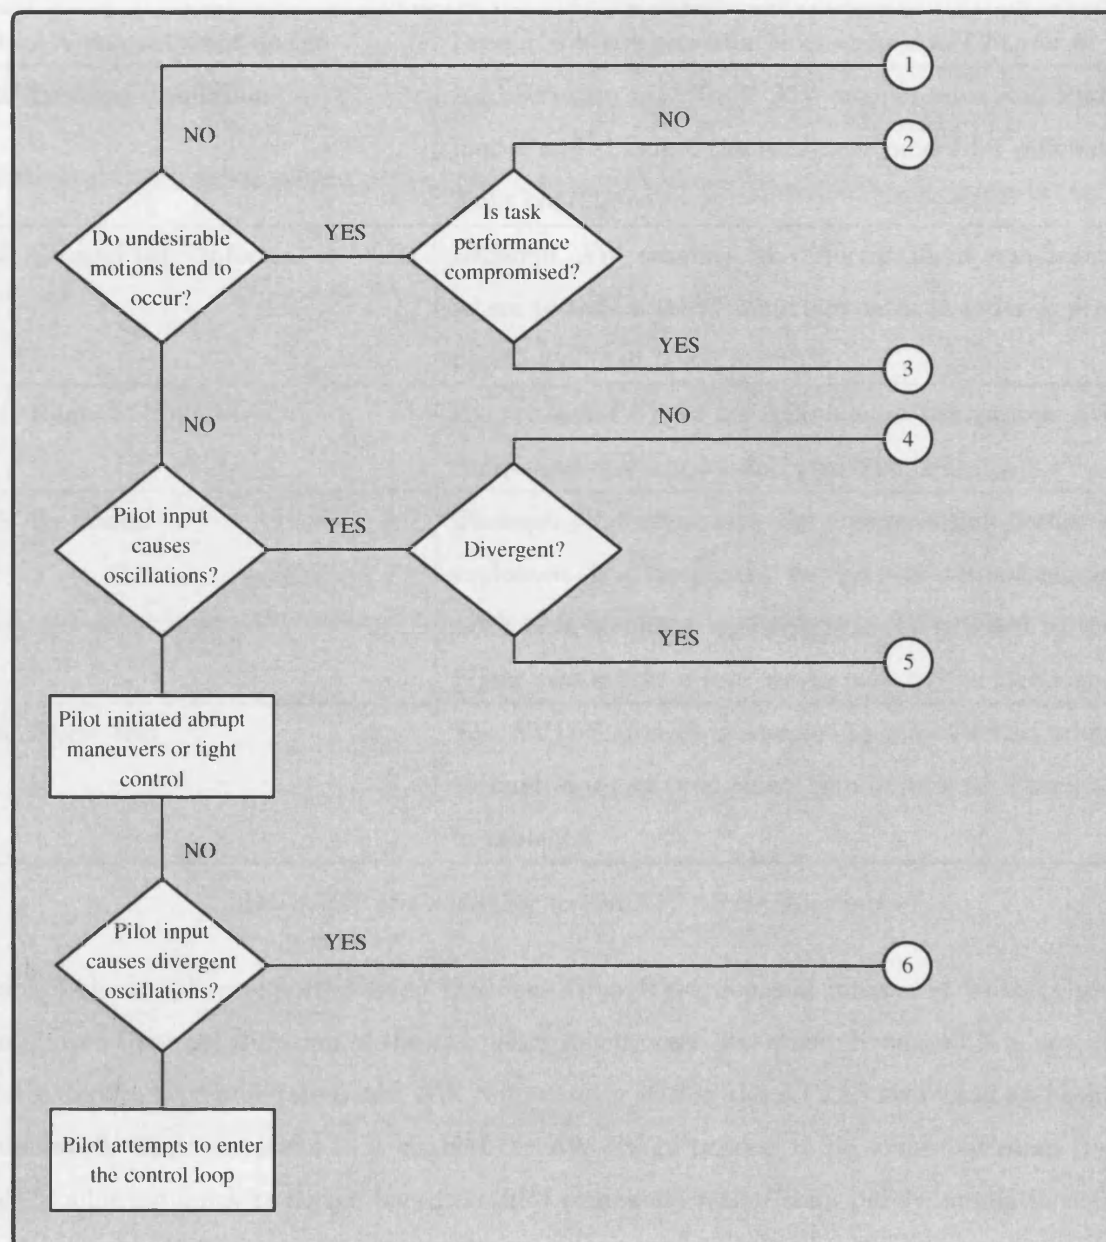 1
NO
NO
2
Do undesirable
motions tend to
occur?
YES
Is task
performance
compromised?
YES
3
NO
NO
4
Pilot input
causes
oscillations?
YES
Divergent?
YES
5
Pilot initiated abrupt
maneuvers or tight
control
NO
Pilot input
causes divergent
oscillations?
YES
6
Pilot attempts to enter
the control loop